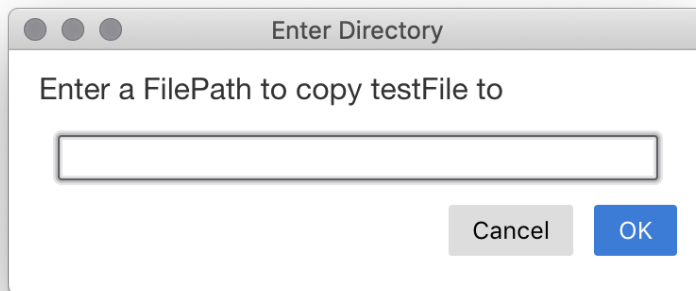 Enter Directory
Enter a FilePath to copy testFile to
Cancel OK